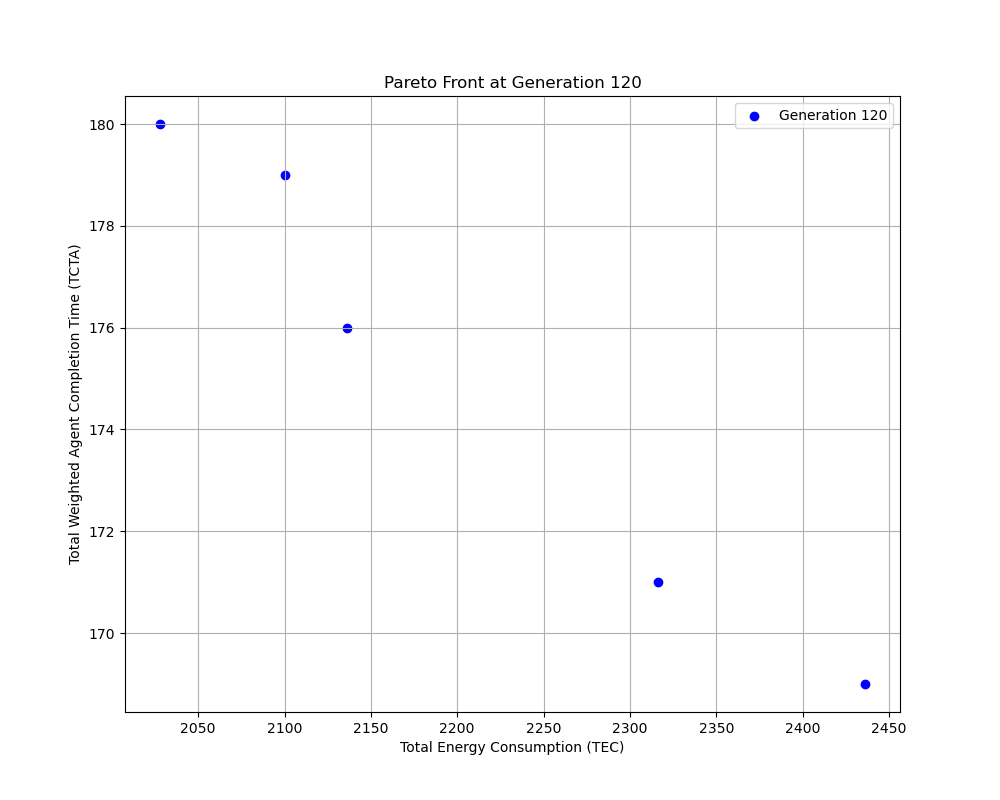 Pareto Front at Generation 120
Generation 120
180
178
176
174
172
170
Total Weighted Agent Completion Time (TCTA)
2050 2100 2150 2200 2250 2300 2350 2400 2450
Total Energy Consumption (TEC)